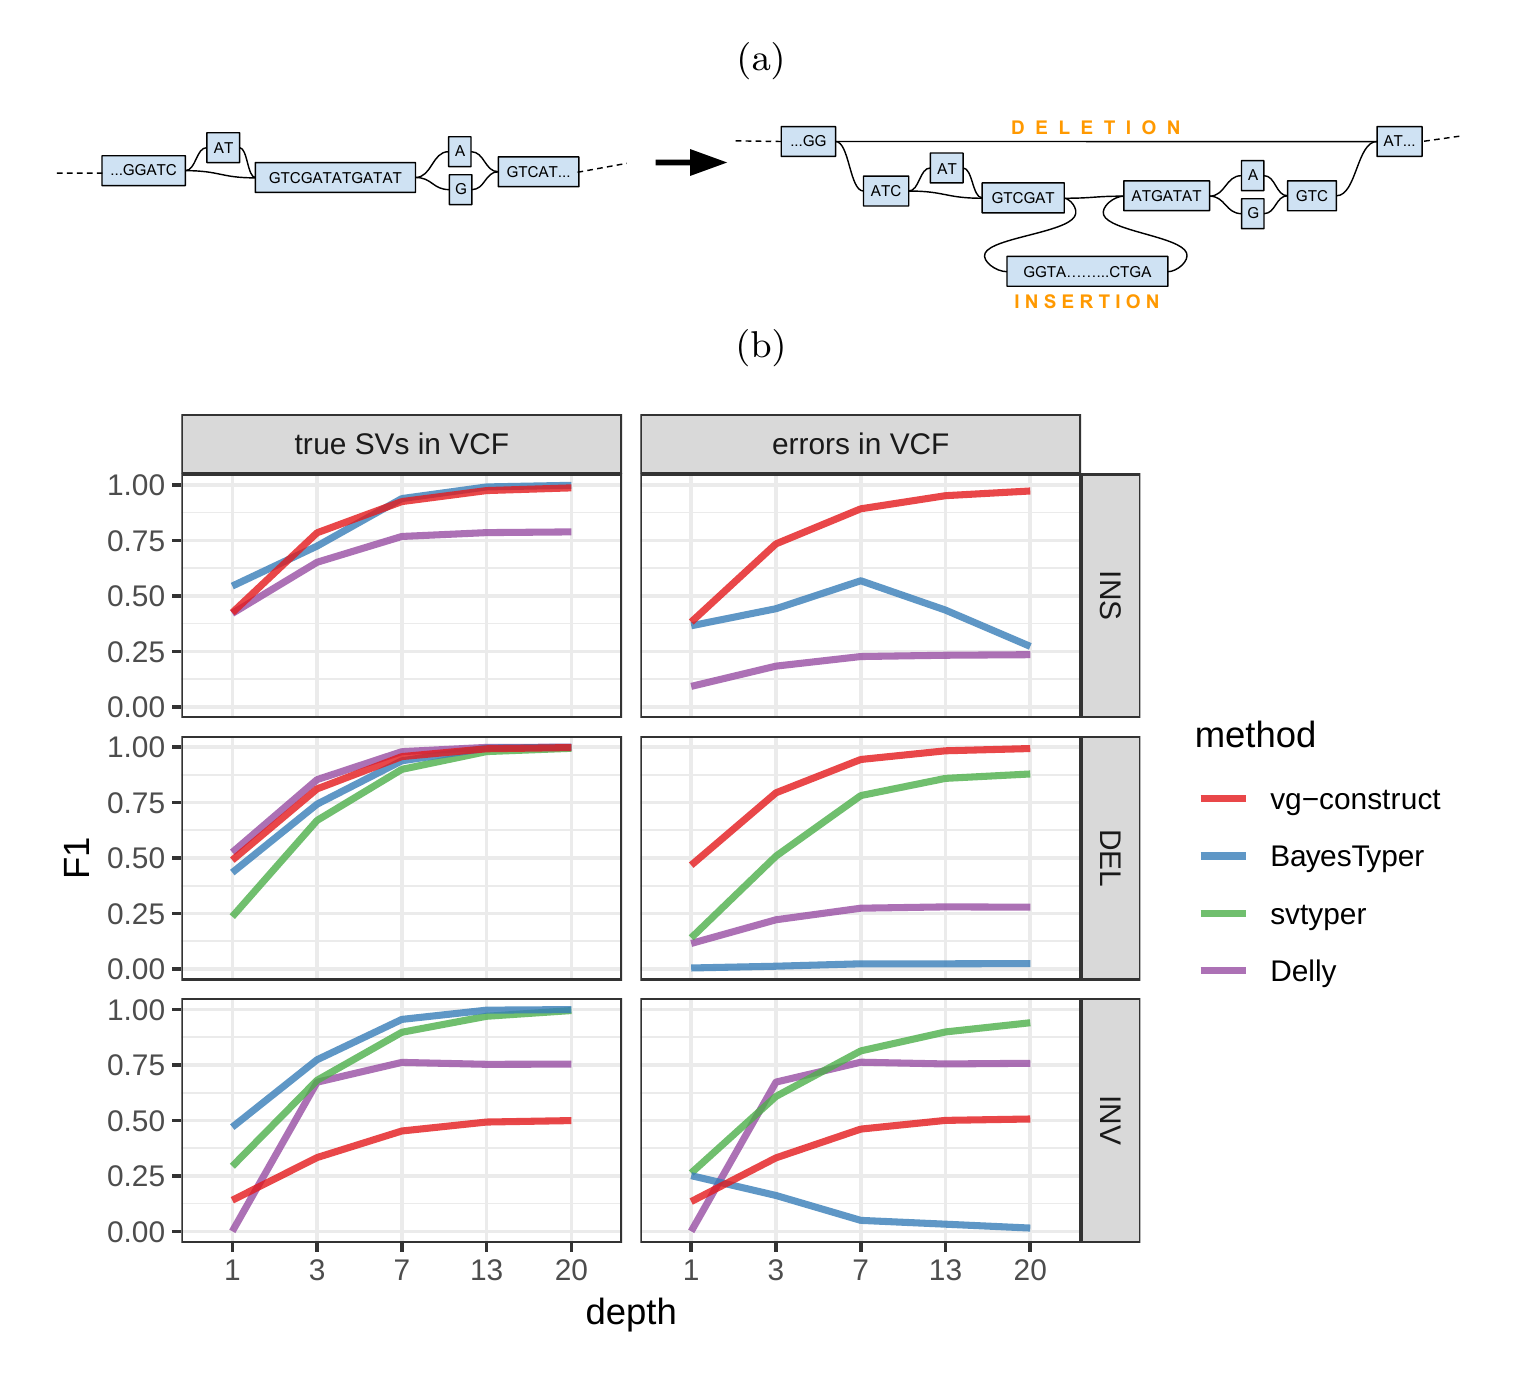 (a)
...GGATC
AT
GTCGATATGATAT
A
G
GTCAT...
...GG
DELETION
AT...
ATC
AT
GTCGAT
ATGATAT
A
G
GTC
GGTA.........CTGA
INSERTION
(b)
true SVs in VCF
errors in VCF
1.00
0.75
0.50
0.25
0.00
INS
1.00
0.75
0.50
0.25
0.00
DEL
1.00
0.75
0.50
0.25
0.00
INV
F1
1 3 7 13 20
1 3 7 13 20
depth
method
vg−construct
BayesTyper
svtyper
Delly